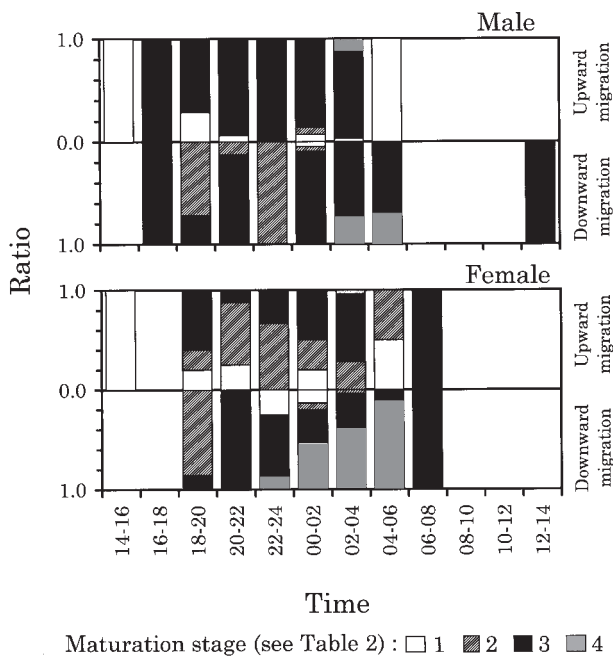 Male
1.0
0.0
1.0
Upward migration
Downward migration
Ratio
Female
1.0
0.0
1.0
Upward migration
Downward migration
14-16 16-18 18-20 20-22 22-24 00-02 02-04 04-06 06-08 08-10 10-12 12-14
Time
Maturation stage (see Table 2) : 1 2 3 4